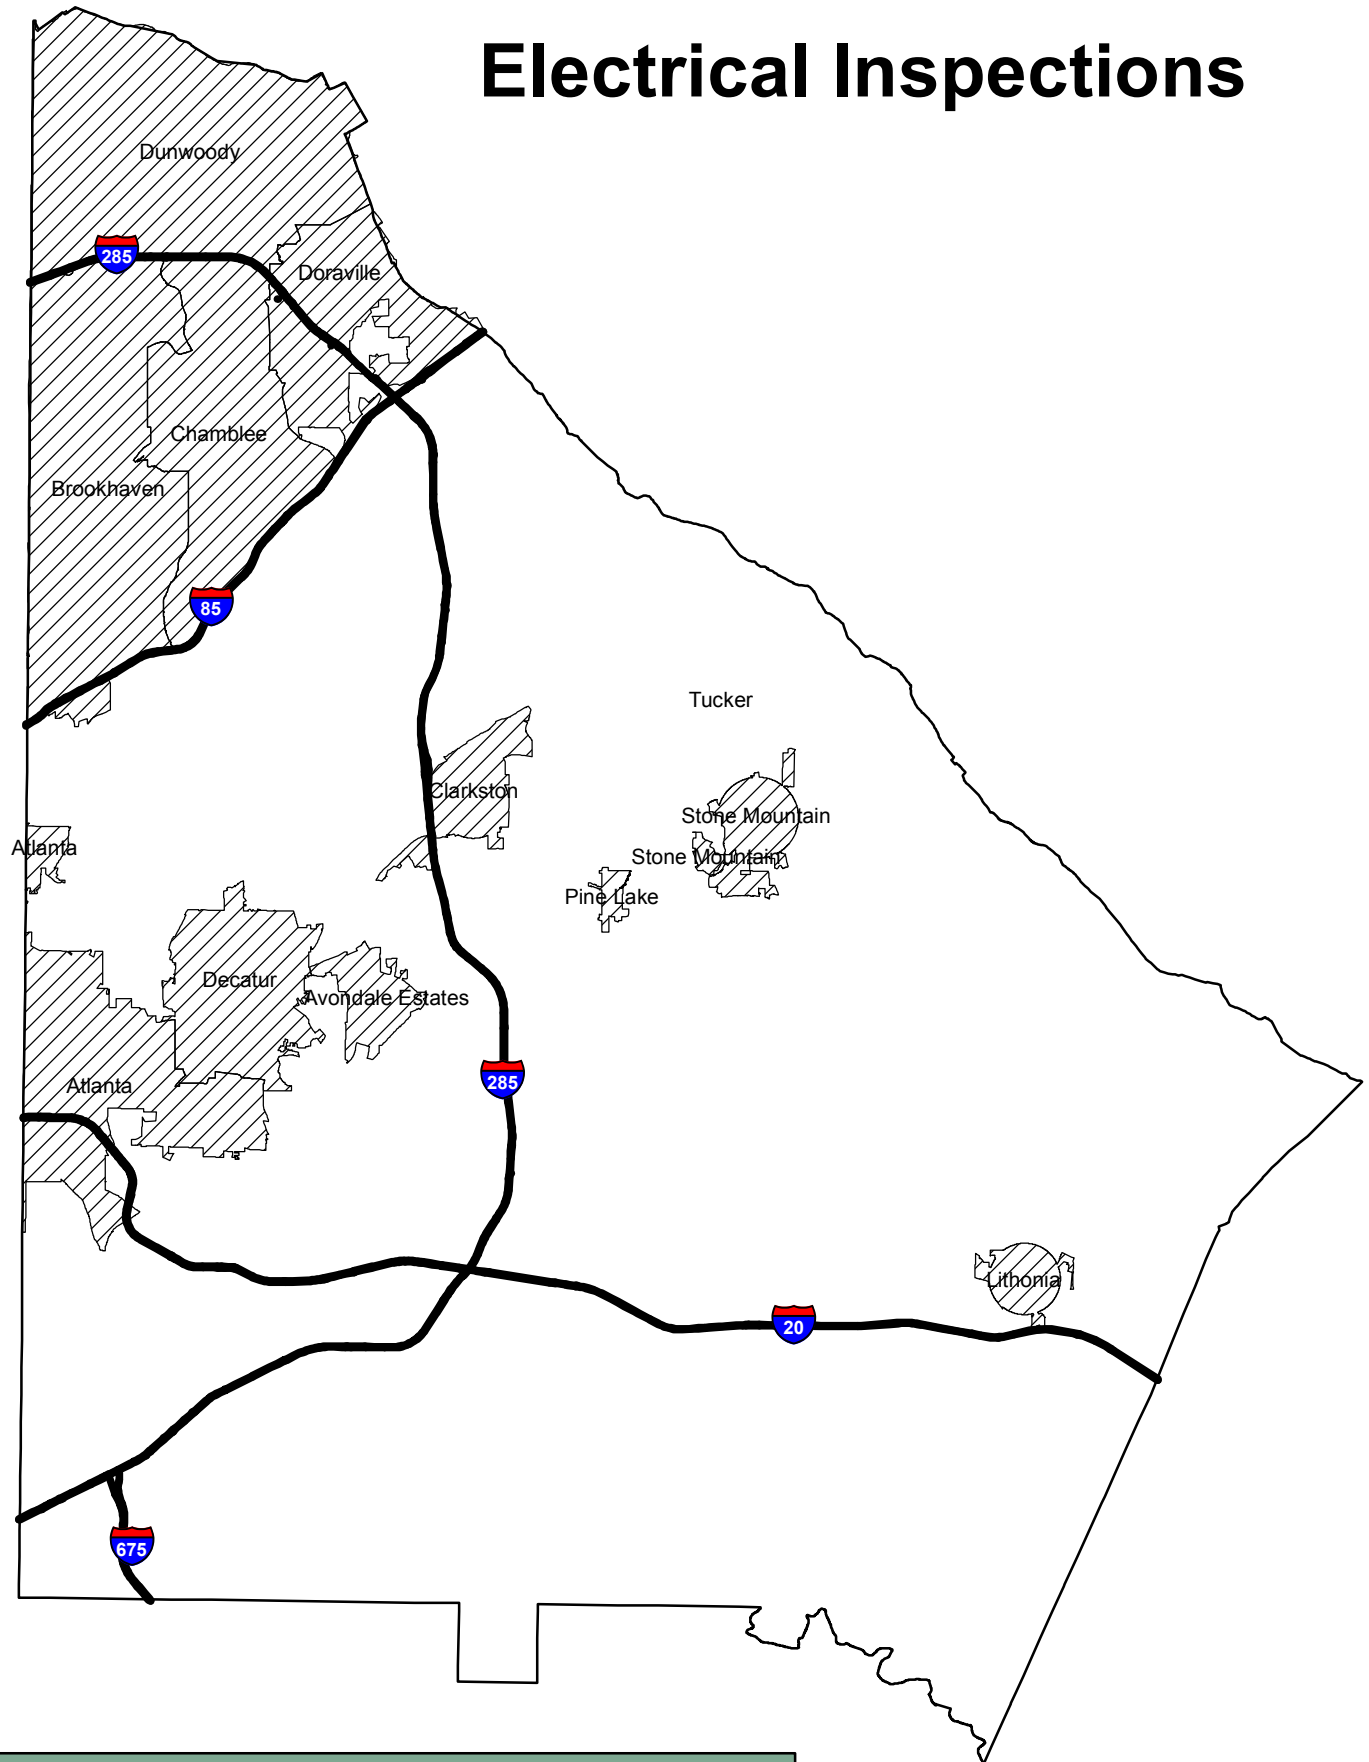 Electrical Inspections
Dunwoody
285
Doraville
Chamblee
Brookhaven
85
Tucker
Clarkston
Stone Mountain
Atlanta
Stone Mountain
Pine Lake
Decatur
Avondale Estates
285
Atlanta
Lithonia
20
675